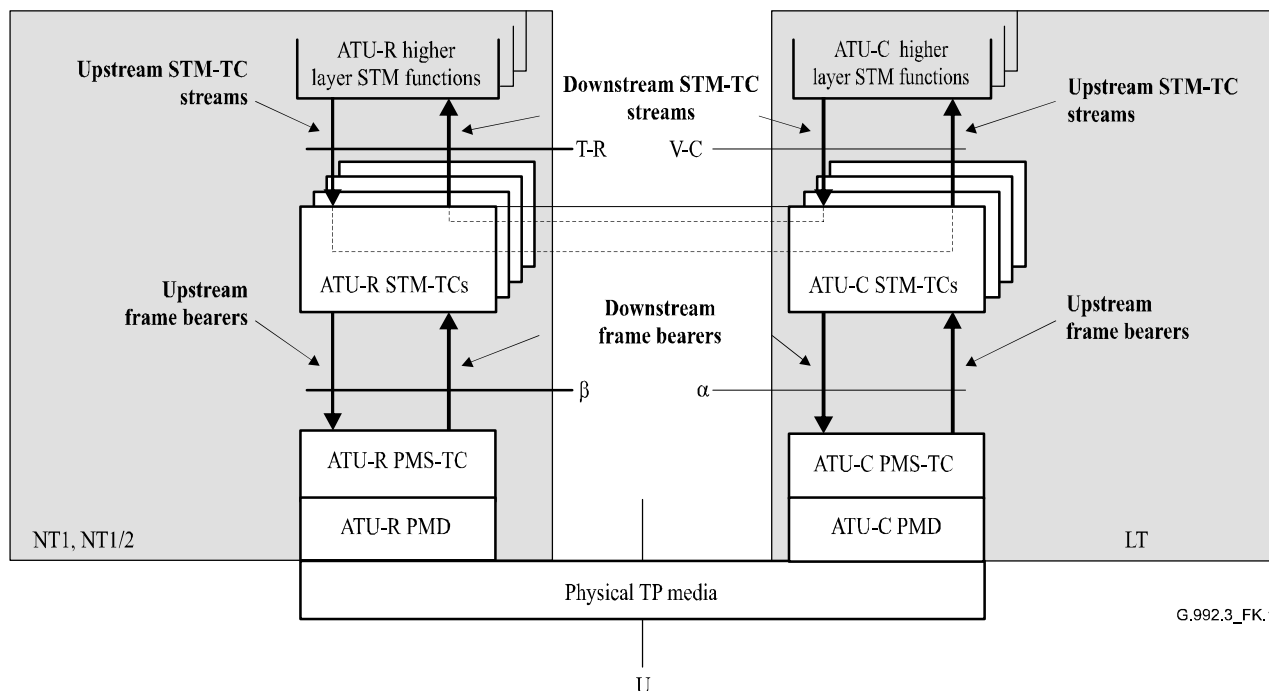 ATU-R higher
layer STM functions
ATU-C higher
layer STM functions
Upstream STM-TC
streams
Downstream STM-TC
streams
Upstream STM-TC
streams
T-R
V-C
ATU-R STM-TCs
ATU-C STM-TCs
Upstream
frame bearers
Downstream
frame bearers
Upstream
frame bearers
β
α
ATU-R PMS-TC
ATU-C PMS-TC
ATU-R PMD
ATU-C PMD
NT1, NT1/2
LT
Physical TP media
G.992.3_FK.
U